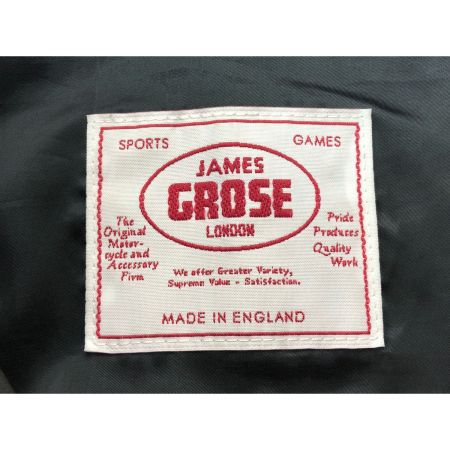 SPORTS GAMES
JAMES
GROSE
LONDON
The
Original
Motor-
cycle and
Accessory
Firm
Pride
Produces
Quality
Work
We offer Greater Variety,
Supreme Value - Satisfaction.
MADE IN ENGLAND